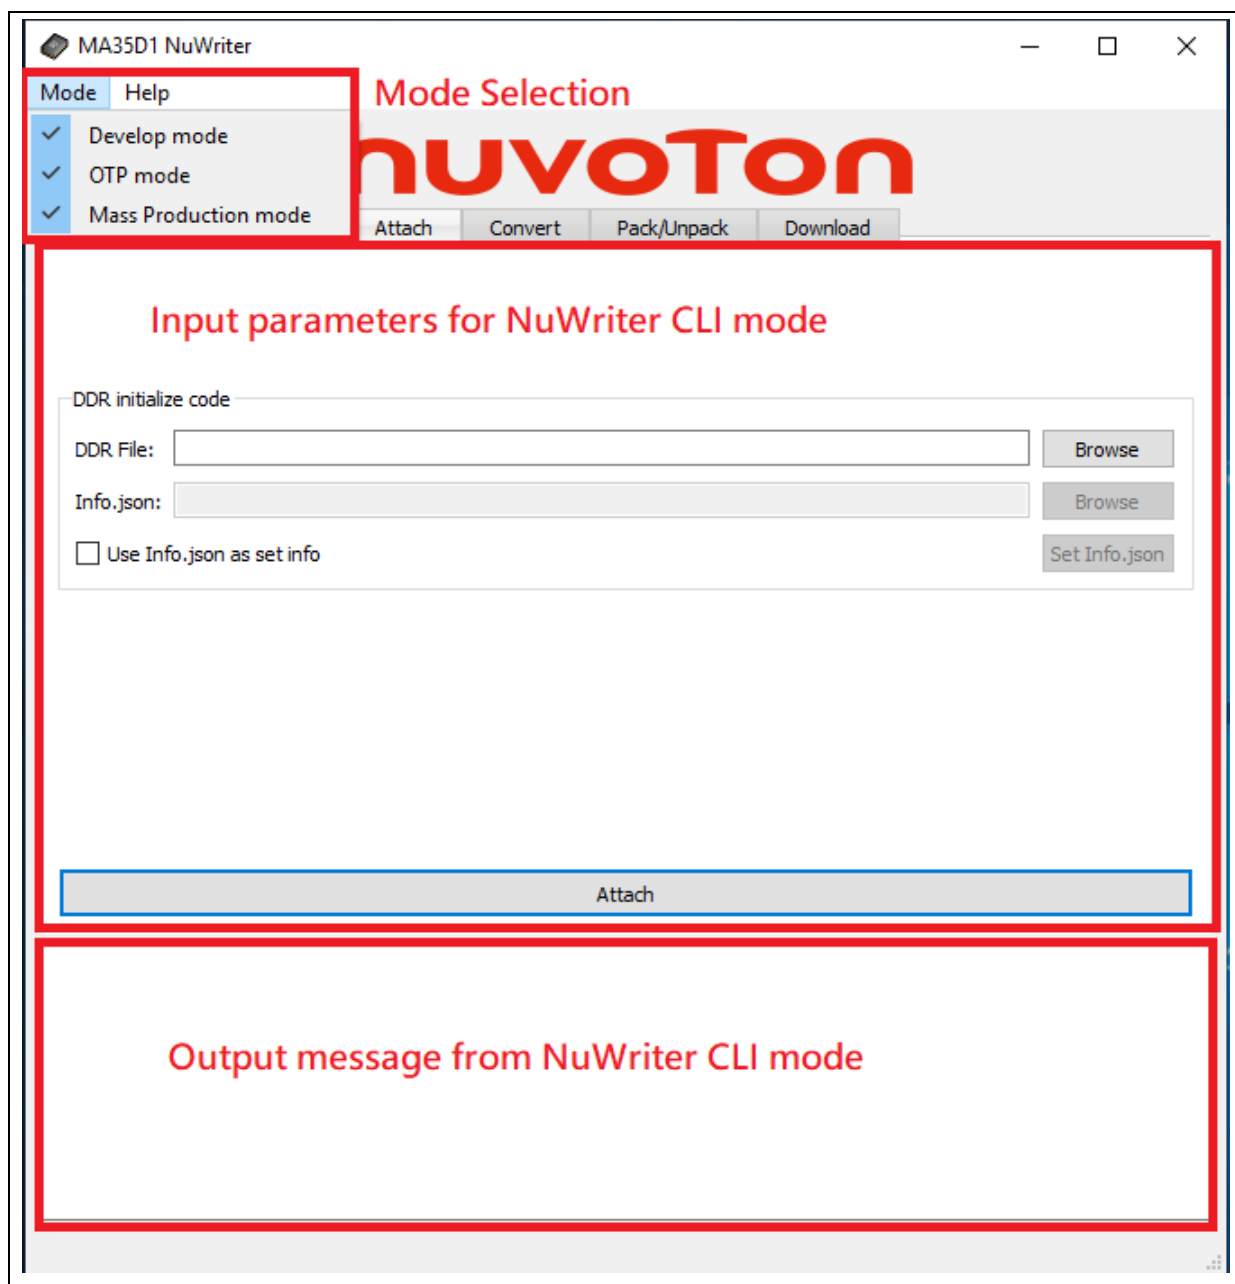 MA35D1 NuWriter
Mode Help
Mode Selection
Develop mode
OTP mode
Mass Production mode
nuvoTon
Attach Convert Pack/Unpack Download
Input parameters for NuWriter CLI mode
DDR initialize code
DDR File: Browse
Info.json: Browse
Use Info.json as set info Set Info.json
Attach
Output message from NuWriter CLI mode